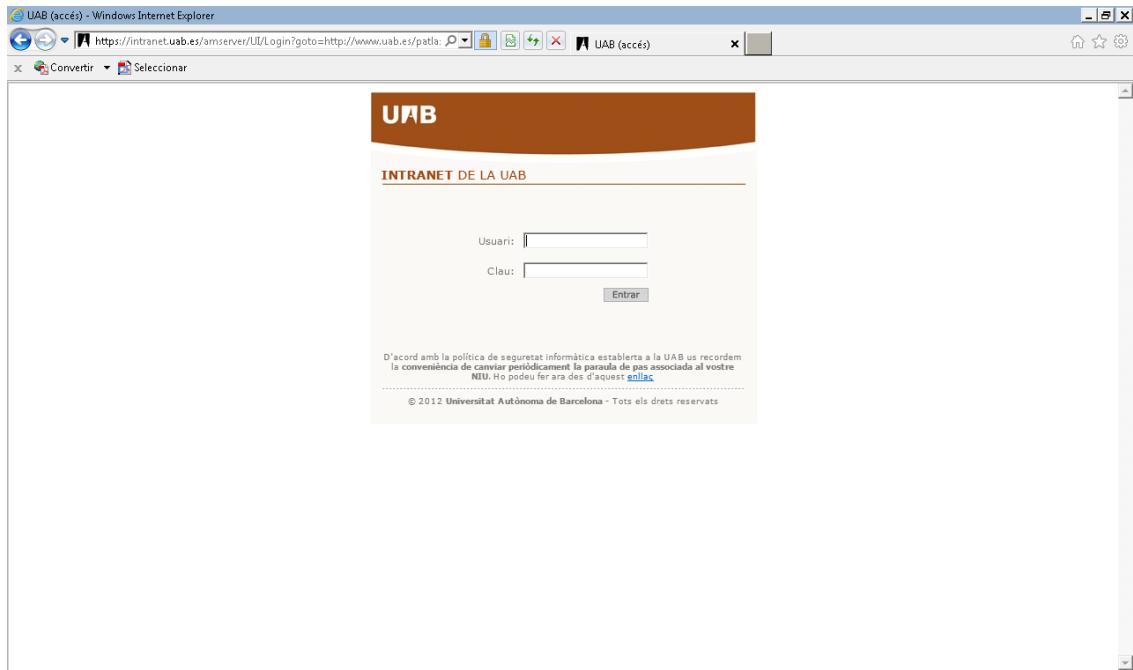 UAB (accés) - Windows Internet Explorer
https://intranet.uab.es/amserver/UI/Login?goto=http://www.uab.es/patla:
UAB (accés)
x Convertir Seleccionar
UAB
INTRANET DE LA UAB
Usuari:
Clau:
Entrar
D'acord amb la política de seguretat informàtica establerta a la UAB us recordem
la conveniència de canviar periòdicament la paraula de pas associada al vostre
NIU. Ho podeu fer ara des d'aquest enllaç
© 2012 Universitat Autònoma de Barcelona - Tots els drets reservats